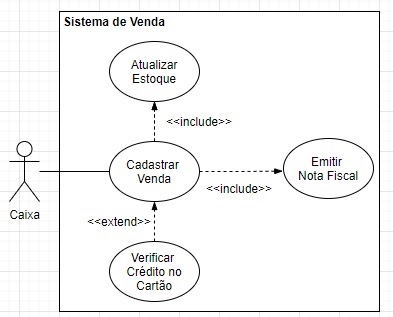 Sistema de Venda
Atualizar
Estoque
<<include>>
Cadastrar
Venda
<<include>>
Emitir
Nota Fiscal
Caixa
<<extend>>
Verificar
Crédito no
Cartão